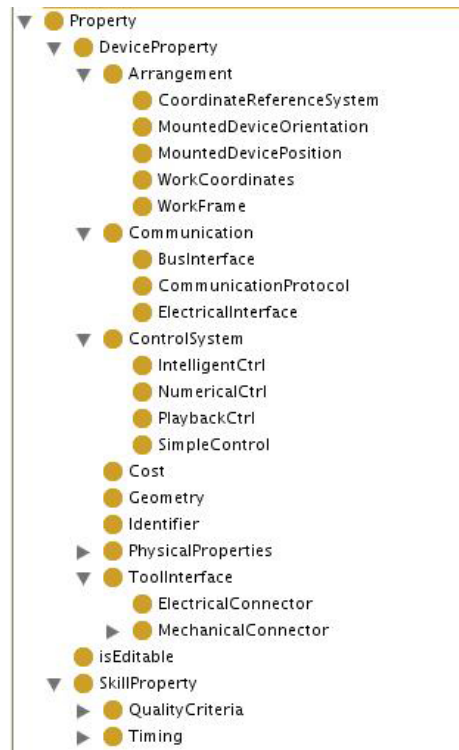 Property
DeviceProperty
Arrangement
CoordinateReferenceSystem
MountedDeviceOrientation
MountedDevicePosition
WorkCoordinates
WorkFrame
Communication
BusInterface
CommunicationProtocol
ElectricalInterface
ControlSystem
IntelligentCtrl
NumericalCtrl
PlaybackCtrl
SimpleControl
Cost
Geometry
Identifier
PhysicalProperties
ToolInterface
ElectricalConnector
MechanicalConnector
isEditable
SkillProperty
QualityCriteria
Timing